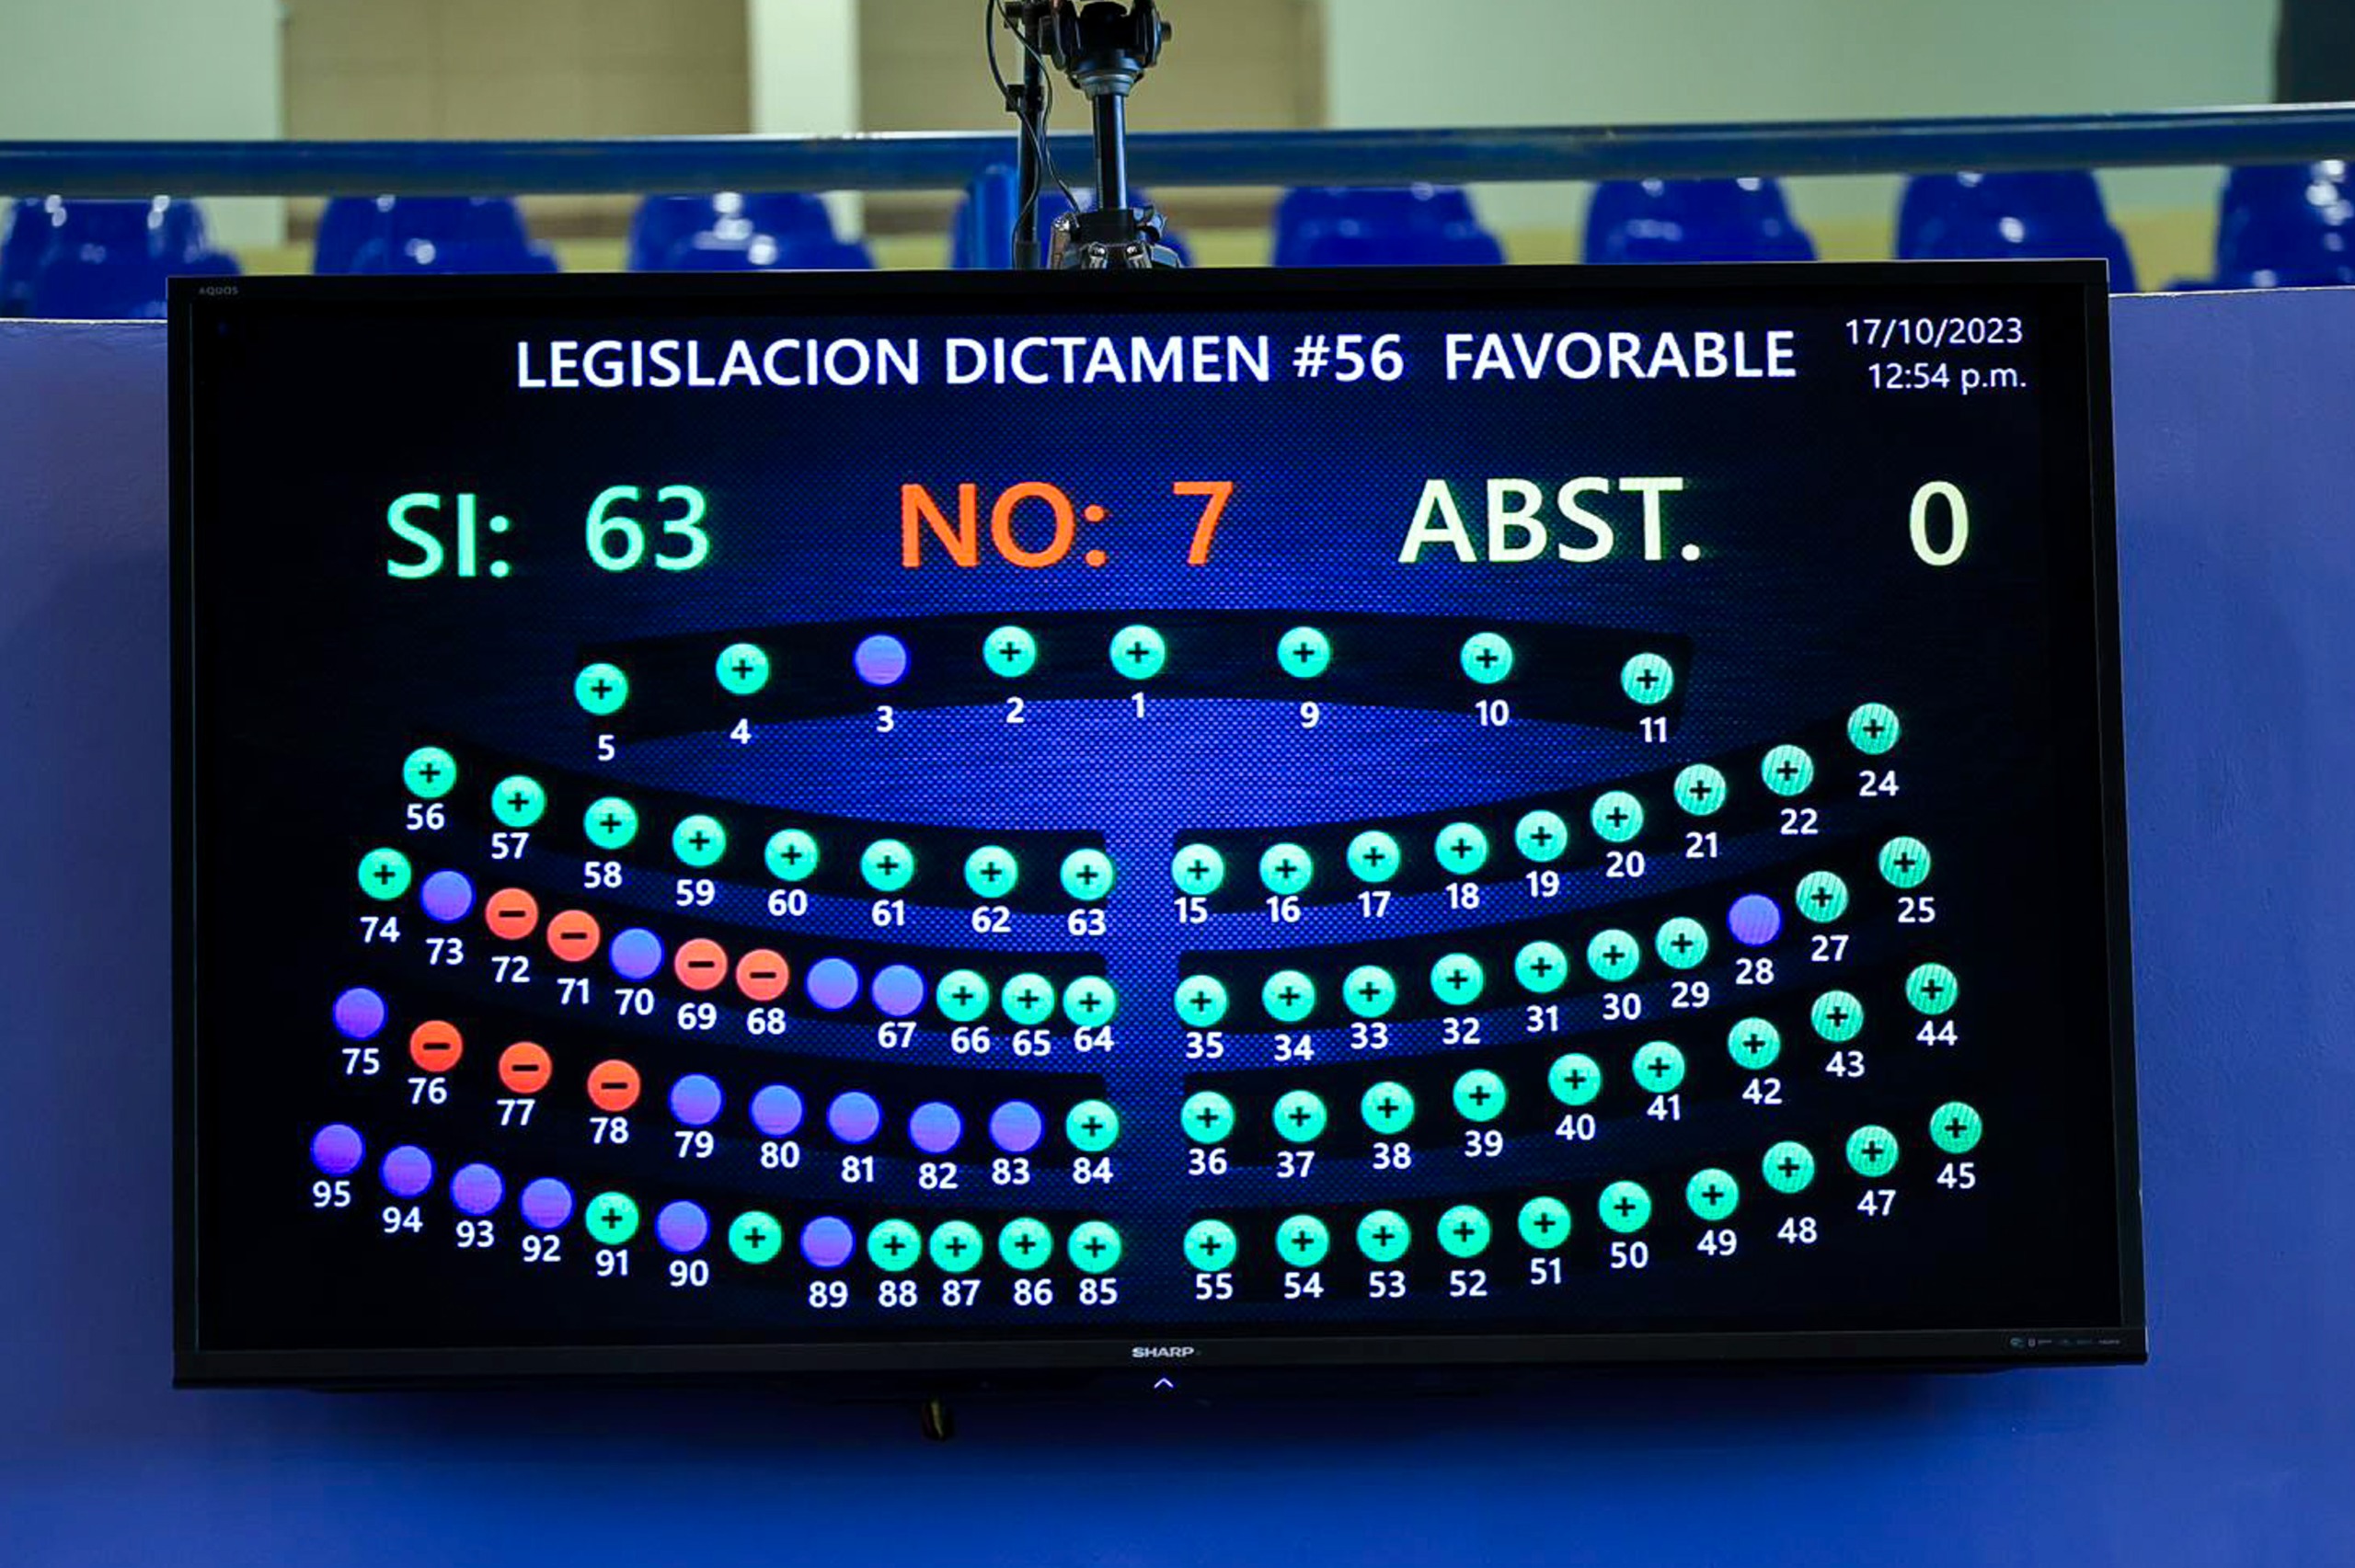 AQUOS
LEGISLACION DICTAMEN #56 FAVORABLE
17/10/2023
12:54 p.m.
SI: 63 NO: 7 ABST. 0
5 4 3 2 1 9 10 11
56 57 58 59 60 61 62 63 15 16 17 18 19 20 21 22 24
74 73 72 71 70 69 68 67 66 65 64 35 34 33 32 31 30 29 28 27 25
75 76 77 78 79 80 81 82 83 84 36 37 38 39 40 41 42 43 44
95 94 93 92 91 90 89 88 87 86 85 55 54 53 52 51 50 49 48 47 45
SHARP